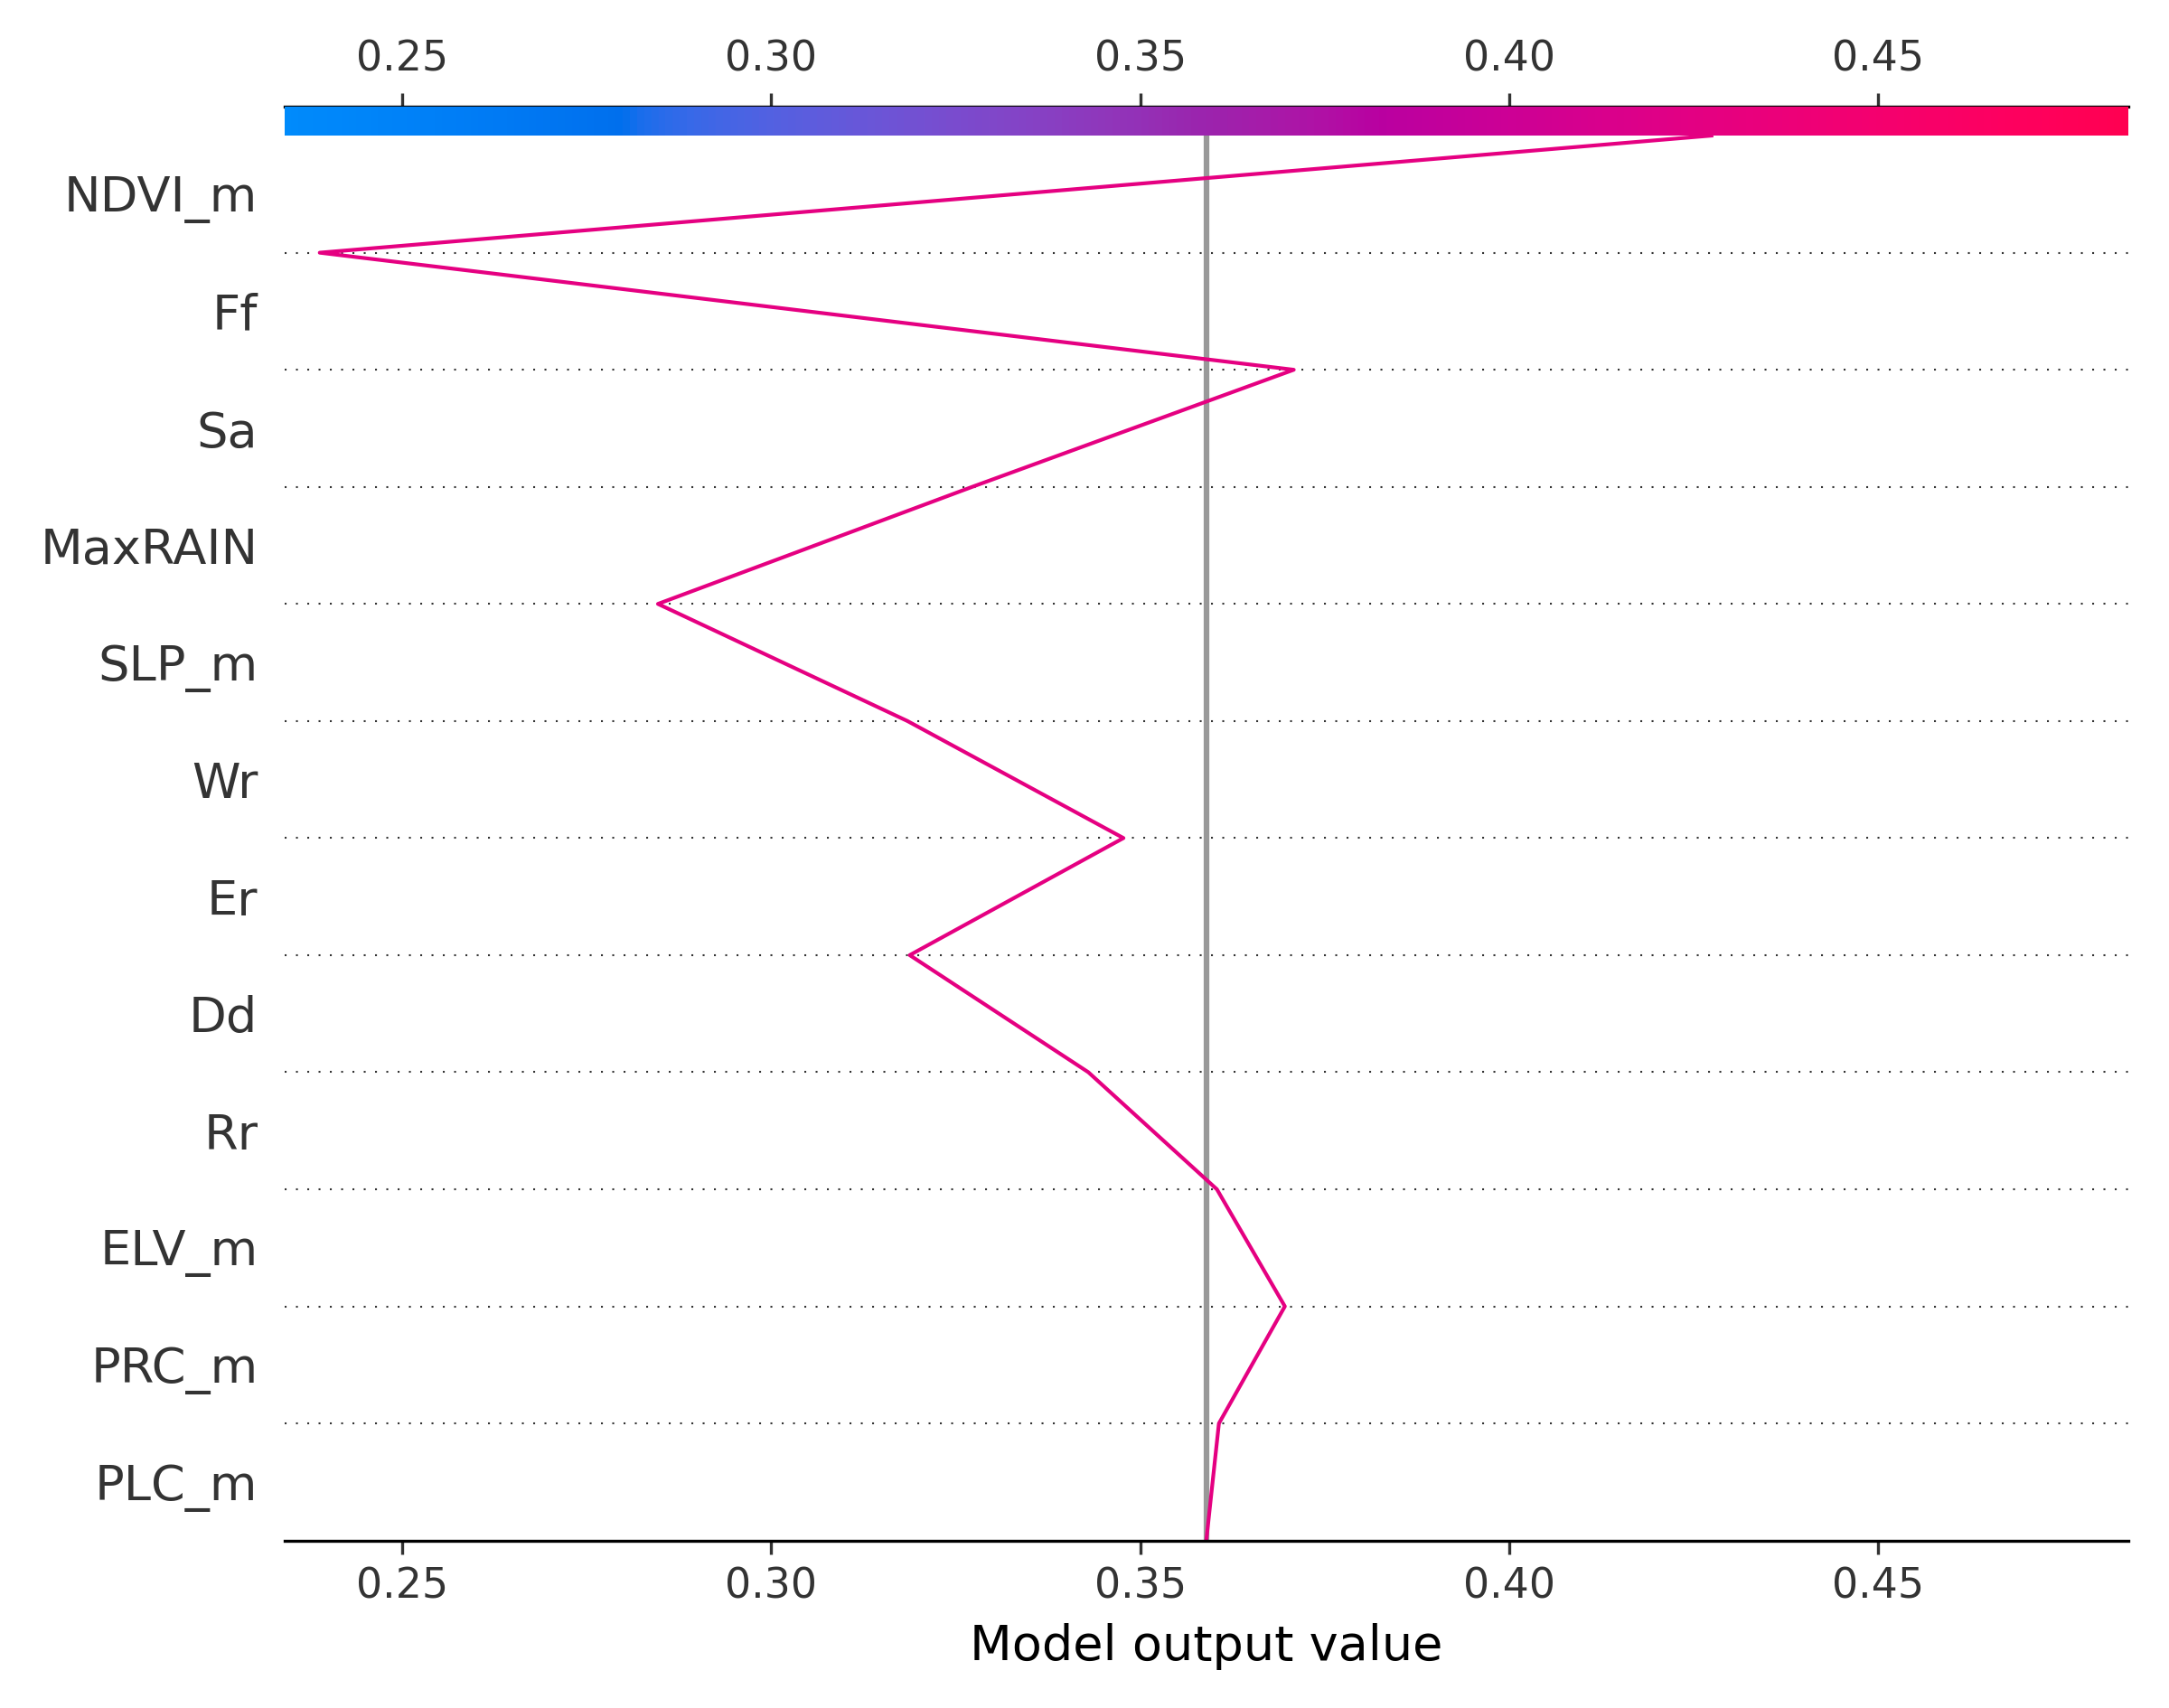 0.25 0.30 0.35 0.40 0.45
NDVI_m
Ff
Sa
MaxRAIN
SLP_m
Wr
Er
Dd
Rr
ELV_m
PRC_m
PLC_m
0.25 0.30 0.35 0.40 0.45
Model output value